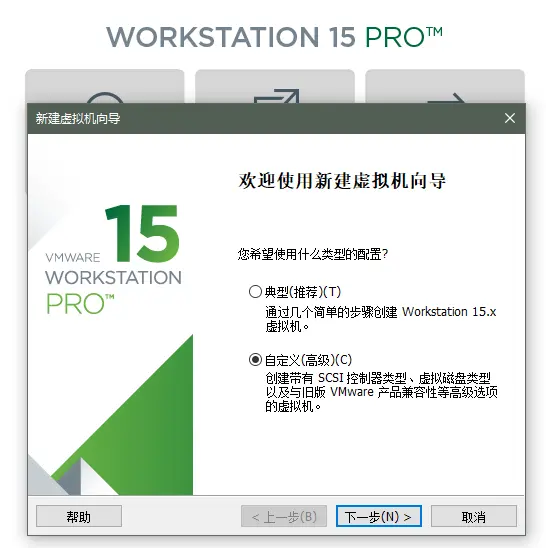 WORKSTATION 15 PRO™
新建虚拟机向导
欢迎使用新建虚拟机向导
15
VMWARE
WORKSTATION
PRO™
您希望使用什么类型的配置?
典型(推荐)(T)
通过几个简单的步骤创建 Workstation 15.x
虚拟机。
自定义(高级)(C)
创建带有 SCSI 控制器类型、虚拟磁盘类型
以及与旧版 VMware 产品兼容性等高级选项
的虚拟机。
帮助
< 上一步(B)
下一步(N) >
取消